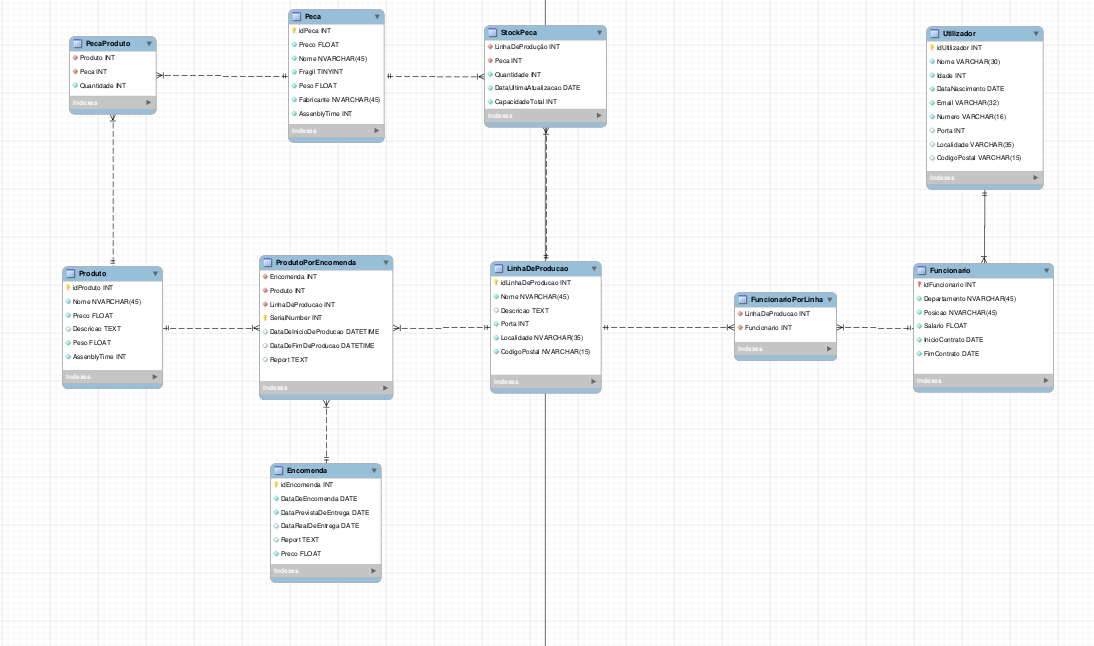 Peca
idPeca INT
Preco FLOAT
Nome NVARCHAR(45)
Fragil TINYINT
Peso FLOAT
Fabricante NVARCHAR(45)
AssenblyTime INT
Indexes
PecaProduto
Produto INT
Peca INT
Quantidade INT
Indexes
StockPeca
LinhaDeProdução INT
Peca INT
Quantidade INT
DataUltimaAtualizacao DATE
CapacidadeTotal INT
Indexes
Utilizador
idUtilizador INT
Nome VARCHAR(30)
Idade INT
DataNascimento DATE
Email VARCHAR(32)
Numero VARCHAR(16)
Porta INT
Localidade VARCHAR(35)
CodigoPostal VARCHAR(15)
Indexes
Produto
idProduto INT
Nome NVARCHAR(45)
Preco FLOAT
Descricao TEXT
Peso FLOAT
AssenblyTime INT
Indexes
ProdutoPorEncomenda
Encomenda INT
Produto INT
LinhaDeProducao INT
SerialNumber INT
DataDeInicioDeProducao DATETIME
DataDeFimDeProducao DATETIME
Report TEXT
Indexes
LinhaDeProducao
idLinhaDeProducao INT
Nome NVARCHAR(45)
Descricao TEXT
Porta INT
Localidade NVARCHAR(35)
CodigoPostal NVARCHAR(15)
Indexes
FuncionarioPorLinha
LinhaDeProducao INT
Funcionario INT
Indexes
Funcionario
idFuncionario INT
Departamento NVARCHAR(45)
Posicao NVARCHAR(45)
Salario FLOAT
InicioContrato DATE
FimContrato DATE
Indexes
Encomenda
idEncomenda INT
DataDeEncomenda DATE
DataPrevistaDeEntrega DATE
DataRealDeEntrega DATE
Report TEXT
Preco FLOAT
Indexes